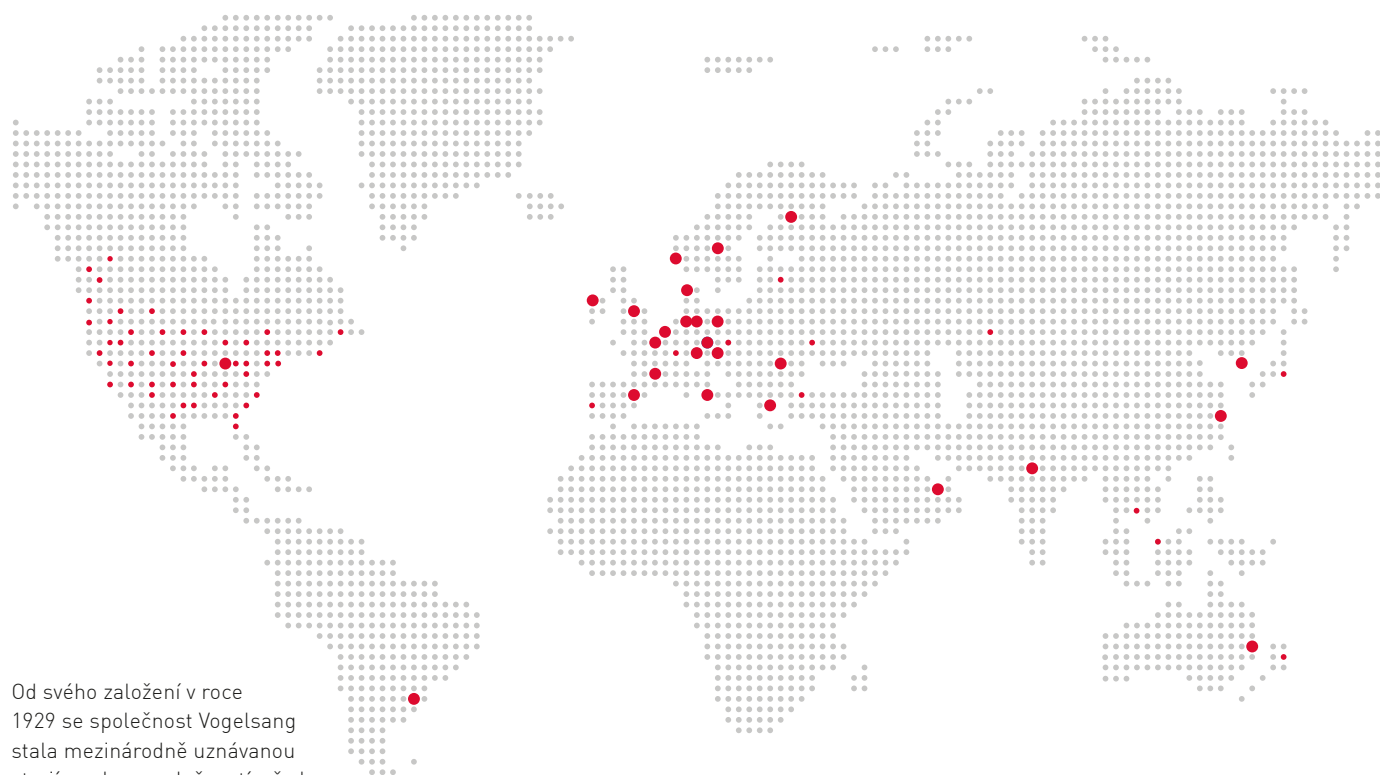 Od svého založení v roce
1929 se společnost Vogelsang
stala mezinárodně uznávanou